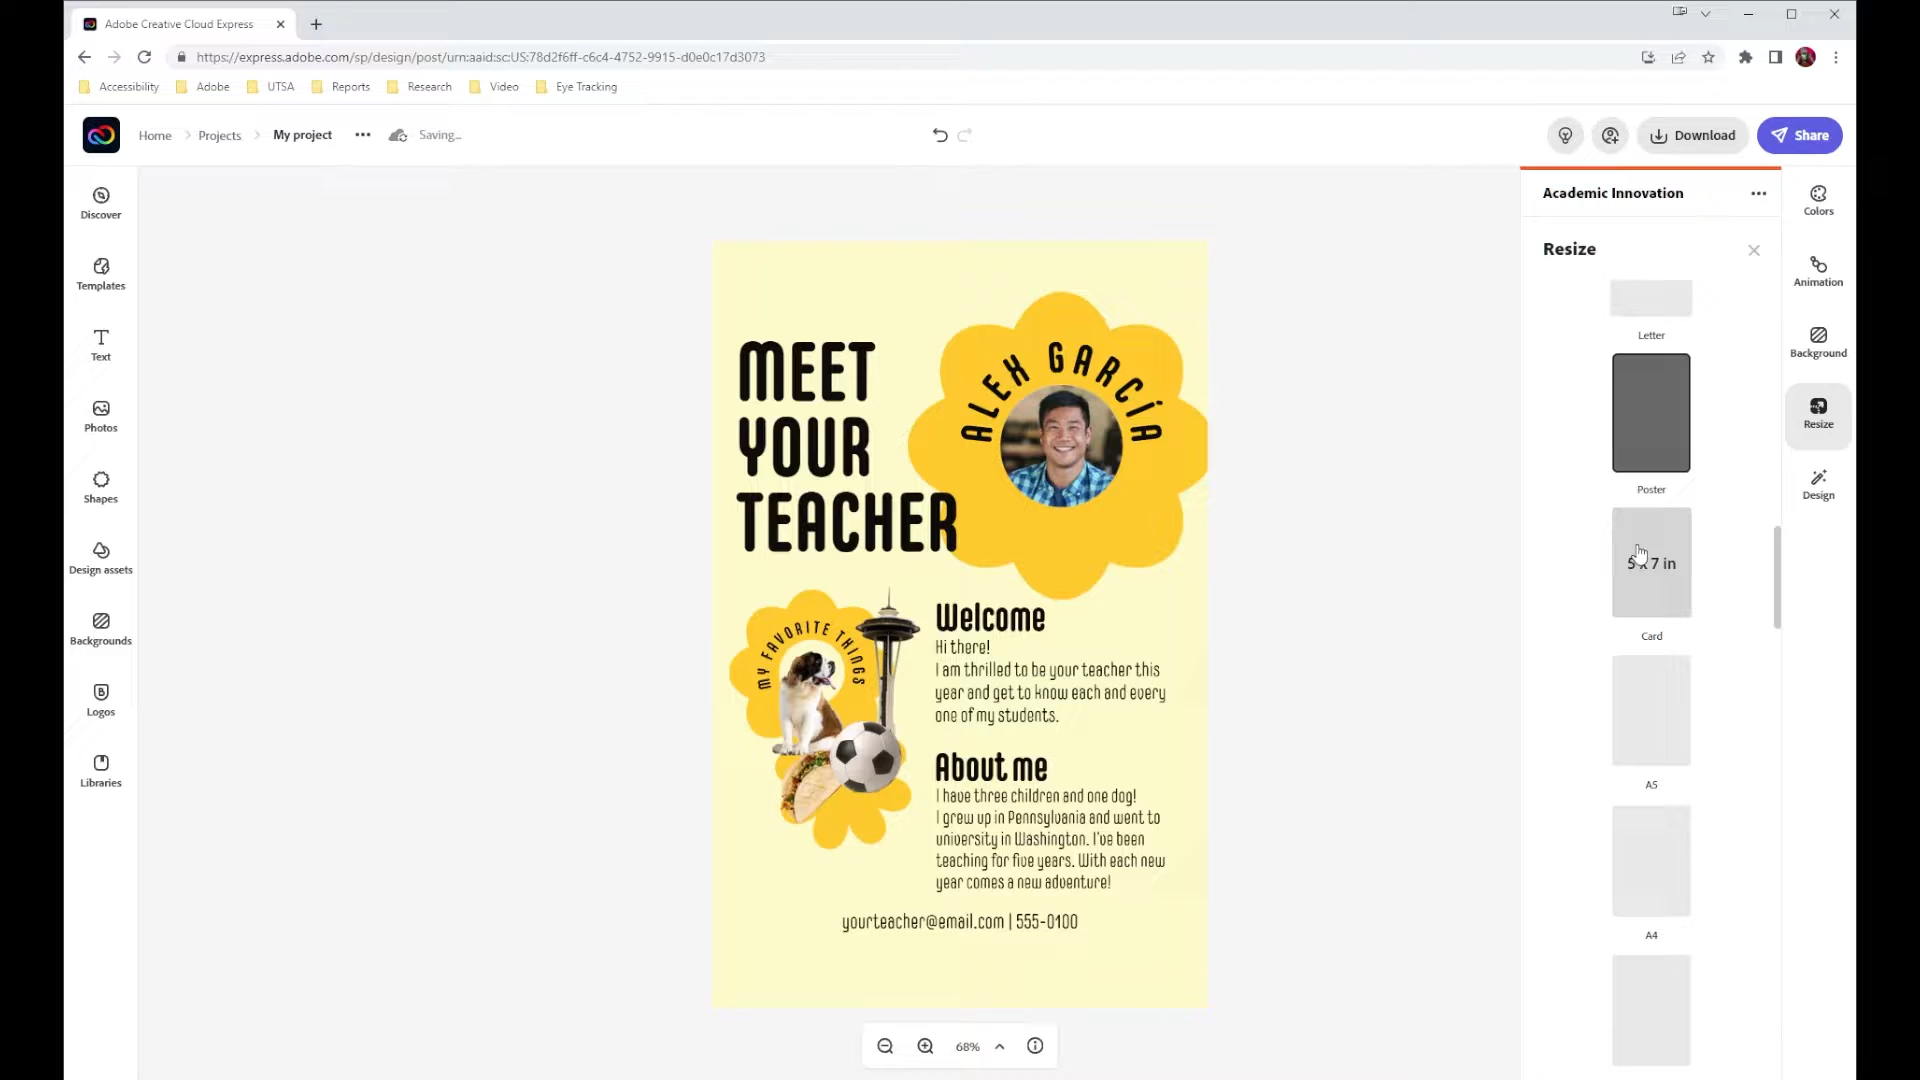 Adobe Creative Cloud Express
https://express.adobe.com/sp/design/post/urn:aaid:sc:US:78d2f6ff-c6c4-4752-9915-d0e0c17d3073
Accessibility
Adobe
UTSA
Reports
Research
Video
Eye Tracking
Home
Projects
My project
Saving...
Download
Share
Discover
Templates
Text
Photos
Shapes
Design assets
Backgrounds
Logos
Libraries
MEET
YOUR
TEACHER
ALEX GARCÍA
MY FAVORITE THINGS
Welcome
Hi there!
I am thrilled to be your teacher this
year and get to know each and every
one of my students.
About me
I have three children and one dog!
I grew up in Pennsylvania and went to
university in Washington. I've been
teaching for five years. With each new
year comes a new adventure!
yourteacher@email.com | 555-0100
68%
Academic Innovation
Resize
Letter
Poster
5 x 7 in
Card
A5
A4
Colors
Animation
Background
Resize
Design